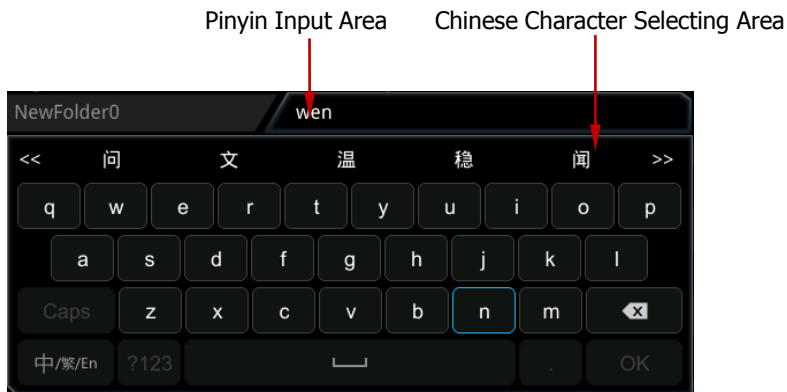 Pinyin Input Area Chinese Character Selecting Area
NewFolder0 wen
<< 问 文 温 稳 闻 >>
q w e r t y u i o p
a s d f g h j k l
Caps z x c v b n m x
中/繁/En ?123 . OK